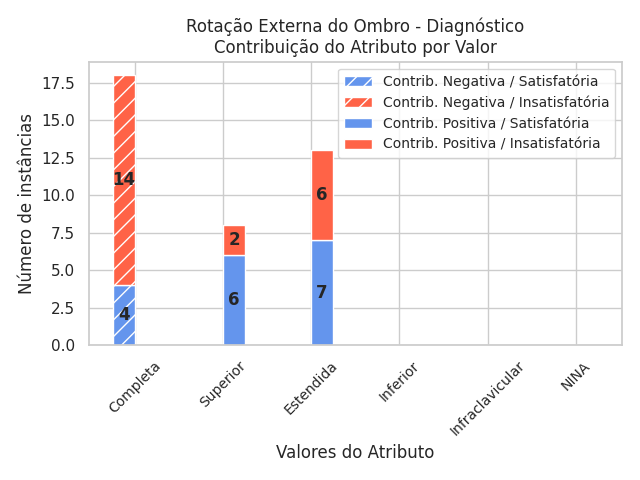 Rotação Externa do Ombro - Diagnóstico
Contribuição do Atributo por Valor
Contrib. Negativa / Satisfatória
Contrib. Negativa / Insatisfatória
Contrib. Positiva / Satisfatória
Contrib. Positiva / Insatisfatória
Número de instâncias
17.5
15.0
12.5
10.0
7.5
5.0
2.5
0.0
14
4
2
6
6
7
Completa
Superior
Estendida
Inferior
Infraclavicular
NINA
Valores do Atributo